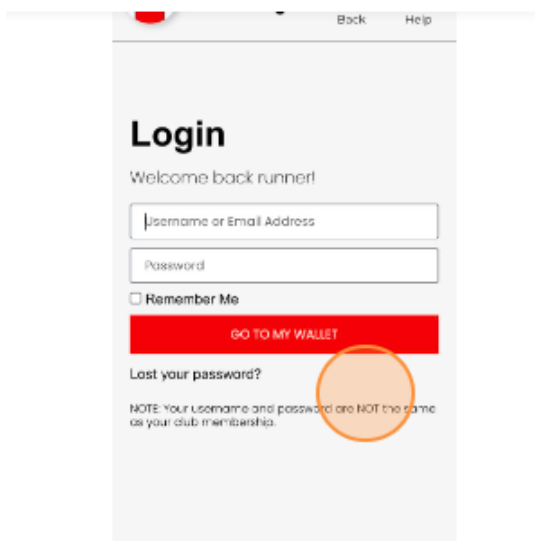 Back Help
Login
Welcome back runner!
Username or Email Address
Password
Remember Me
GO TO MY WALLET
Lost your password?
NOTE: Your username and password are NOT the same
as your club membership.